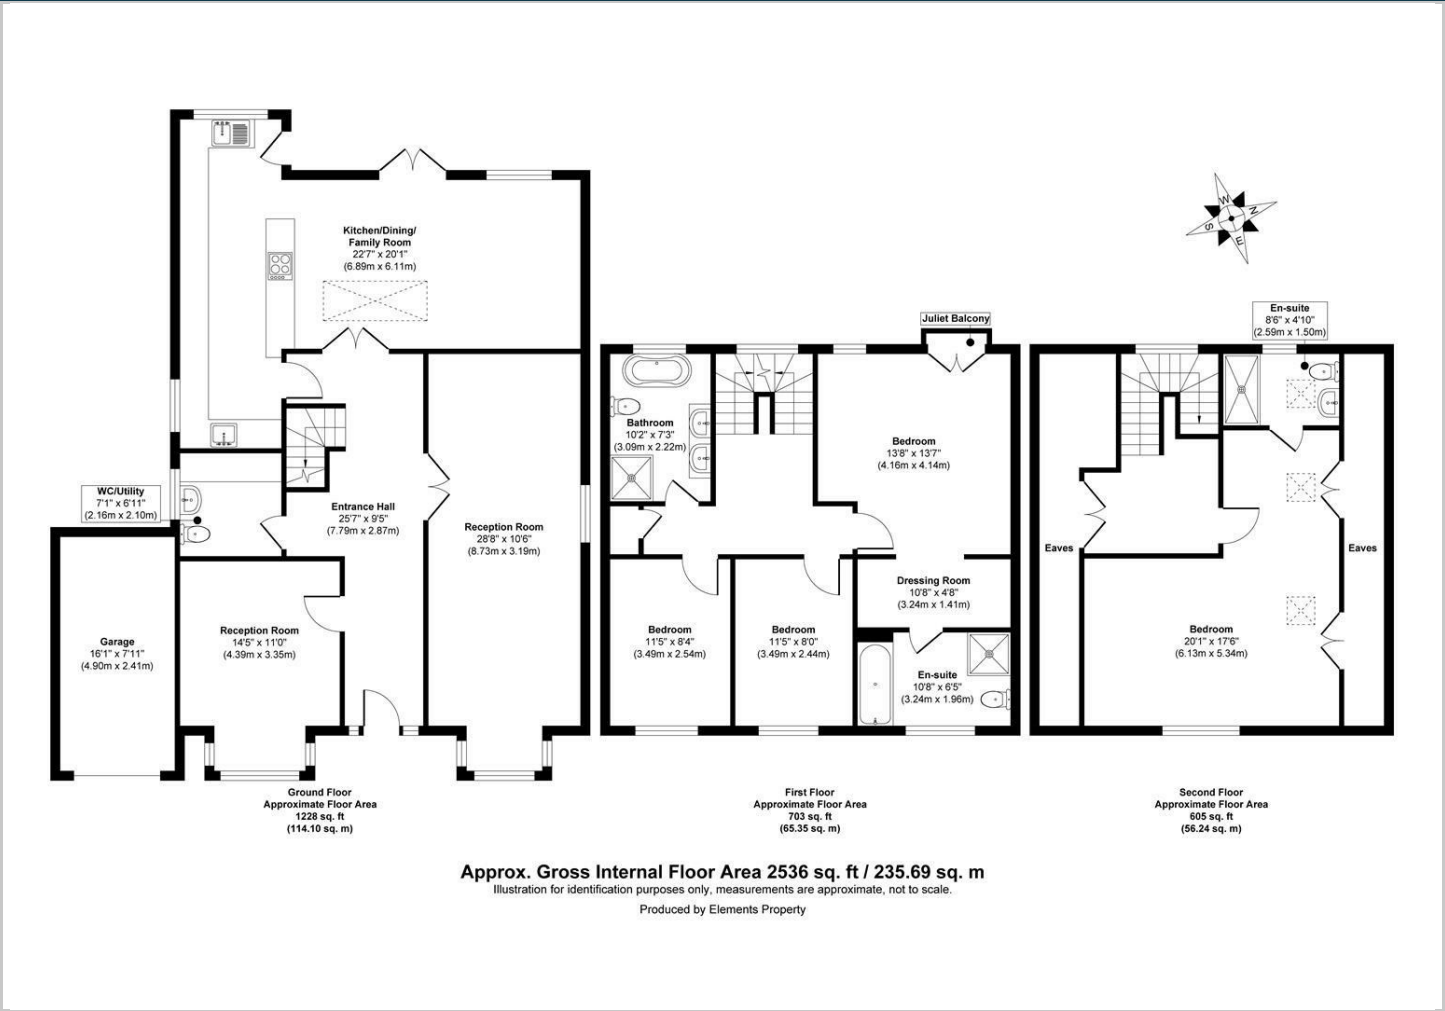 Kitchen/Dining/
Family Room
22'7" x 20'1"
(6.89m x 6.11m)
WC/Utility
7'1" x 6'11"
(2.16m x 2.10m)
Entrance Hall
25'7" x 9'5"
(7.79m x 2.87m)
Reception Room
28'8" x 10'6"
(8.73m x 3.19m)
Garage
16'1" x 7'11"
(4.90m x 2.41m)
Reception Room
14'5" x 11'0"
(4.39m x 3.35m)
Ground Floor
Approximate Floor Area
1228 sq. ft
(114.10 sq. m)
Juliet Balcony
Bathroom
10'2" x 7'3"
(3.09m x 2.22m)
Bedroom
13'8" x 13'7"
(4.16m x 4.14m)
Dressing Room
10'8" x 4'8"
(3.24m x 1.41m)
Bedroom
11'5" x 8'4"
(3.49m x 2.54m)
Bedroom
11'5" x 8'0"
(3.49m x 2.44m)
En-suite
10'8" x 6'5"
(3.24m x 1.96m)
First Floor
Approximate Floor Area
703 sq. ft
(65.35 sq. m)
W
N
S
E
En-suite
8'6" x 4'10"
(2.59m x 1.50m)
Eaves
Eaves
Bedroom
20'1" x 17'6"
(6.13m x 5.34m)
Second Floor
Approximate Floor Area
605 sq. ft
(56.24 sq. m)
Approx. Gross Internal Floor Area 2536 sq. ft / 235.69 sq. m
Illustration for identification purposes only, measurements are approximate, not to scale.
Produced by Elements Property